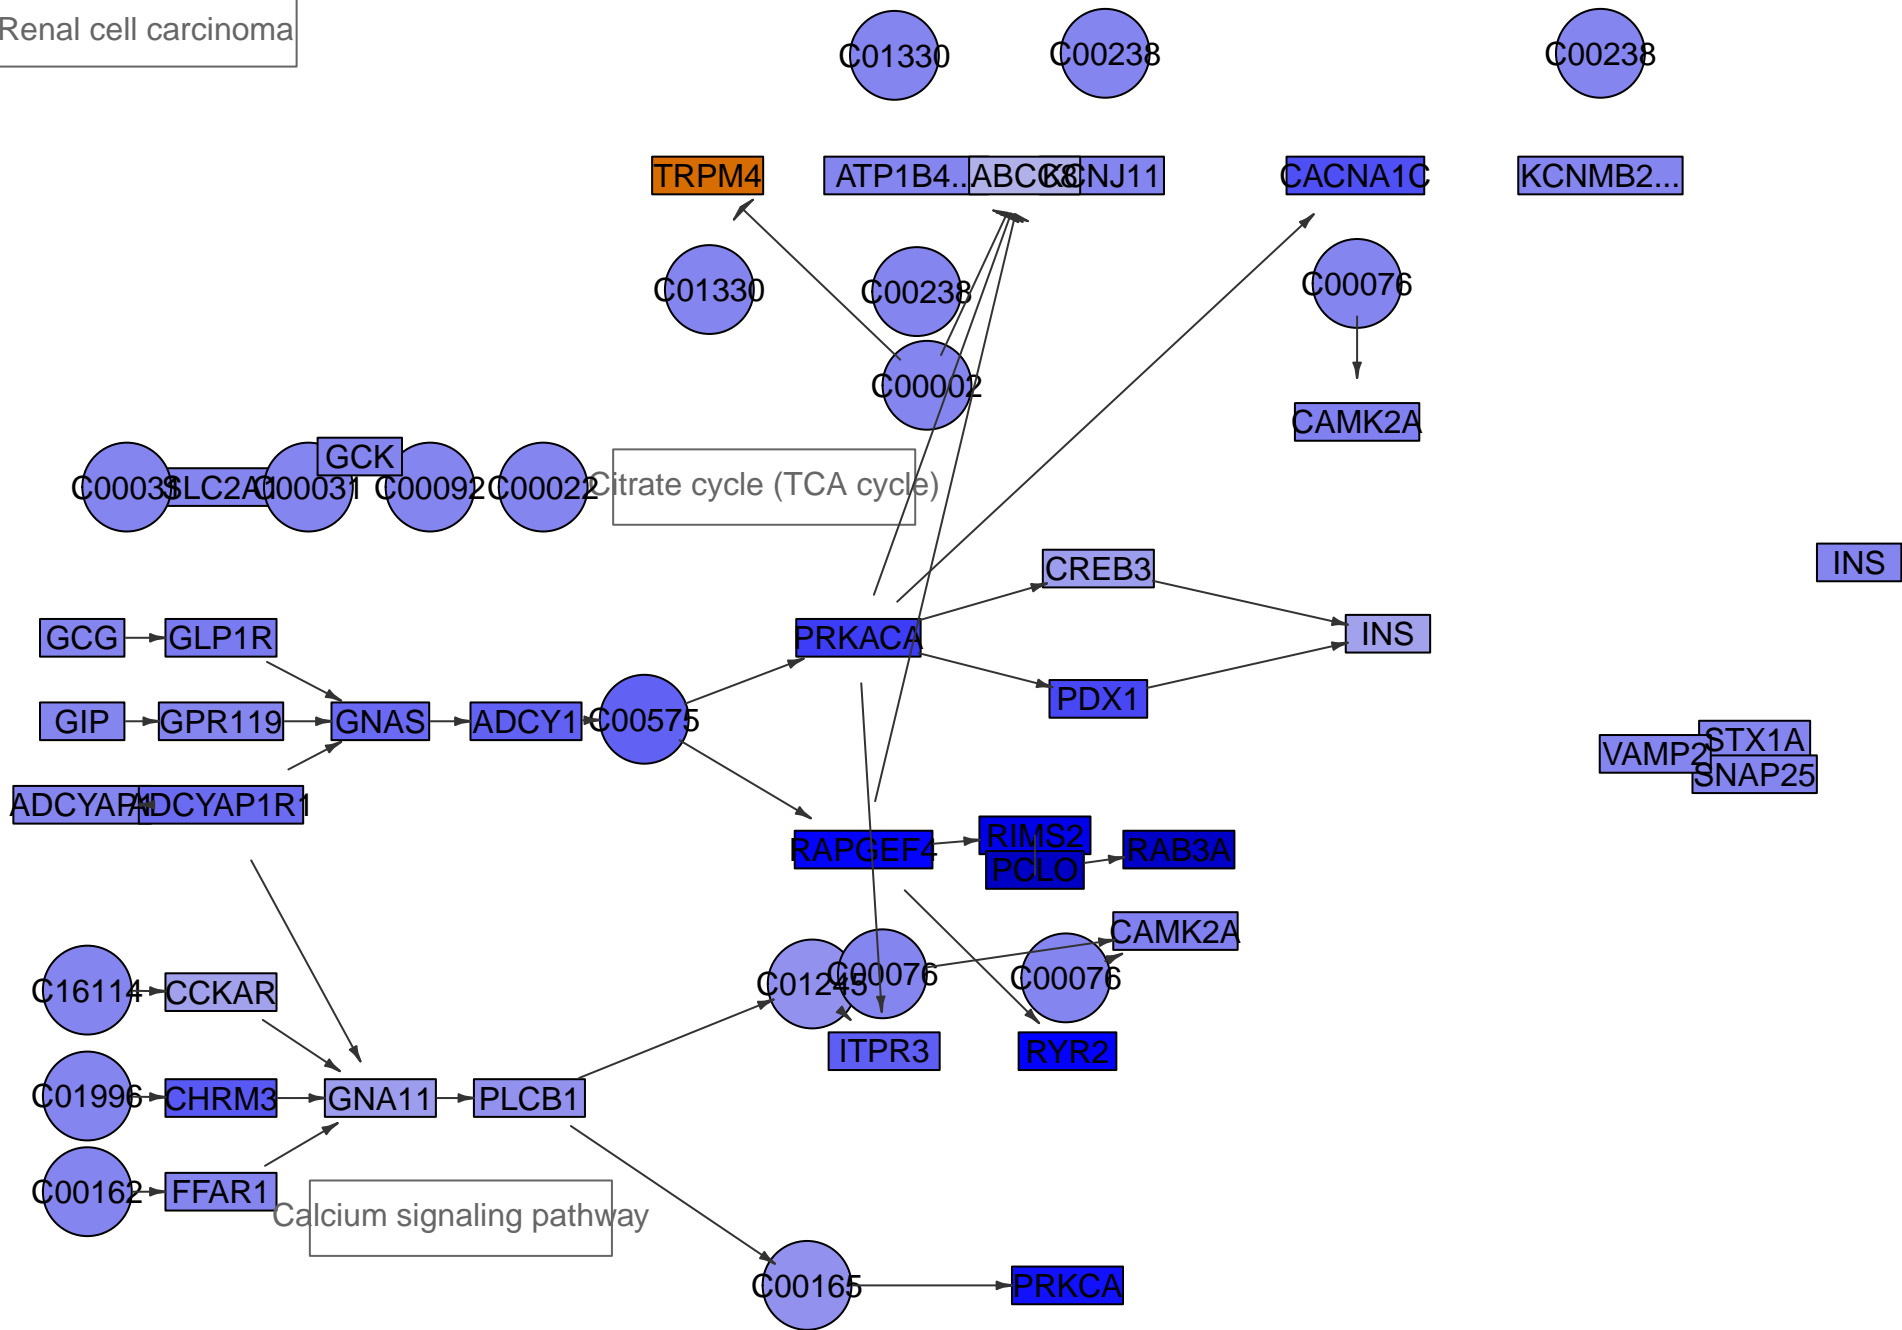 Renal cell carcinoma
C01330
C00238
C00238
TRPM4
ATP1B4...
ABCC8
KCNJ11
CACNA1C
KCNMB2...
C01330
C00238
C00076
C00002
CAMK2A
C00031
SLC2A1
C00031
GCK
C00092
C00022
Citrate cycle (TCA cycle)
CREB3
INS
GCG
GLP1R
PRKACA
INS
PDX1
GIP
GPR119
GNAS
ADCY1
C00575
VAMP2
STX1A
SNAP25
ADCYAP1
ADCYAP1R1
RAPGEF4
RIMS2
PCLO
RAB3A
CAMK2A
C16114
CCKAR
C01245
C00076
C00076
ITPR3
RYR2
C01996
CHRM3
GNA11
PLCB1
C00162
FFAR1
Calcium signaling pathway
C00165
PRKCA